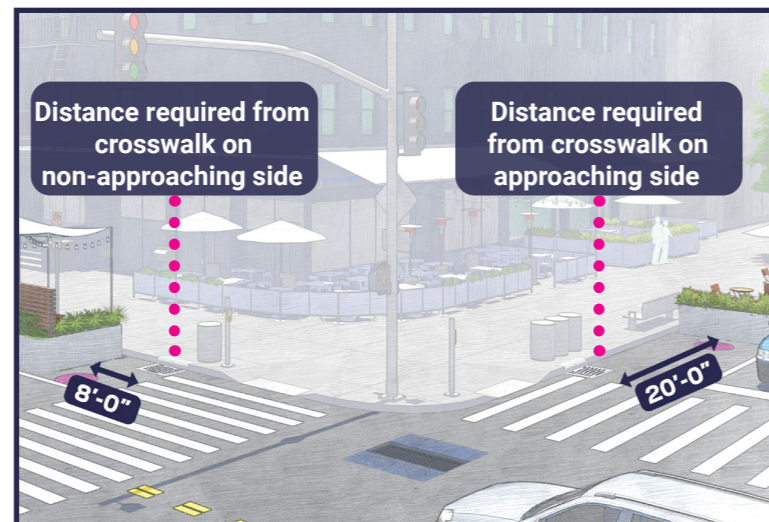 Distance required from
crosswalk on
non-approaching side
Distance required
from crosswalk on
approaching side
8'-0"
20'-0"